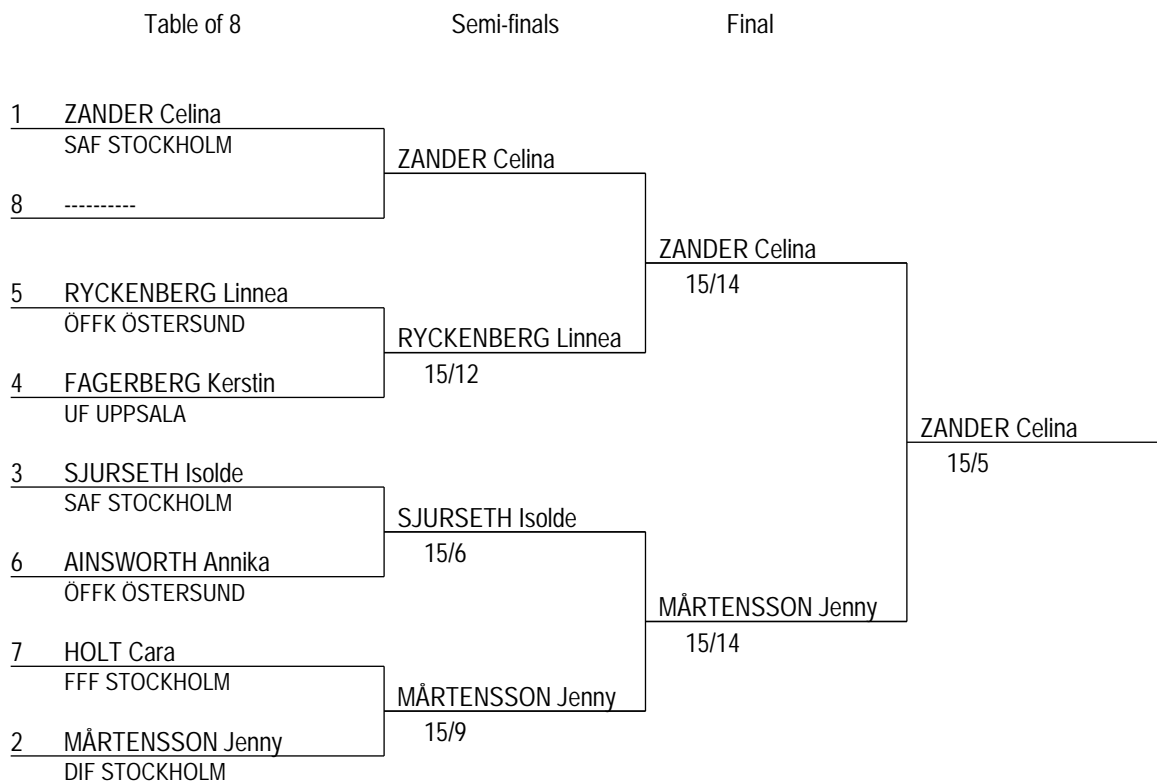 Table of 8 Semi-finals Final
1 ZANDER Celina
SAF STOCKHOLM
ZANDER Celina
8 ----------
ZANDER Celina
15/14
5 RYCKENBERG Linnea
ÖFFK ÖSTERSUND
RYCKENBERG Linnea
15/12
4 FAGERBERG Kerstin
UF UPPSALA
ZANDER Celina
15/5
3 SJURSETH Isolde
SAF STOCKHOLM
SJURSETH Isolde
15/6
6 AINSWORTH Annika
ÖFFK ÖSTERSUND
MÅRTENSSON Jenny
15/14
7 HOLT Cara
FFF STOCKHOLM
MÅRTENSSON Jenny
15/9
2 MÅRTENSSON Jenny
DIF STOCKHOLM